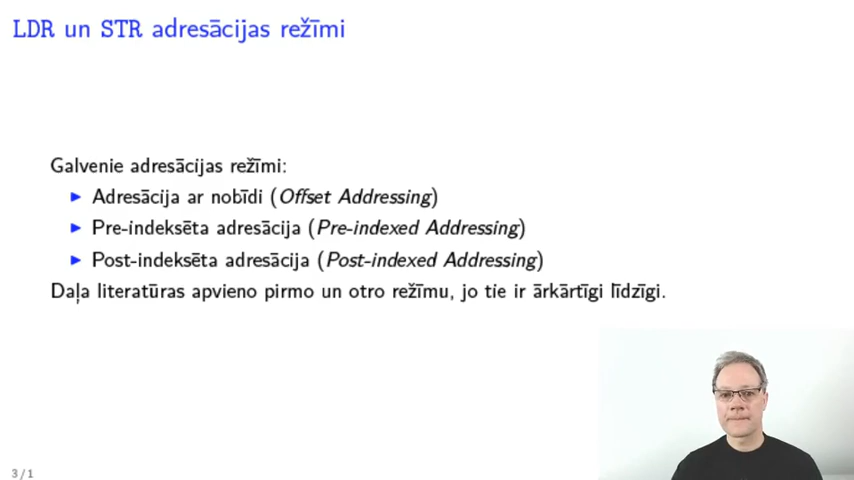 LDR un STR adresācijas režīmi
Galvenie adresācijas režīmi:
▶ Adresācija ar nobīdi (Offset Addressing)
▶ Pre-indeksēta adresācija (Pre-indexed Addressing)
▶ Post-indeksēta adresācija (Post-indexed Addressing)
Daļa literatūras apvieno pirmo un otro režīmu, jo tie ir ārkārtīgi līdzīgi.
3 / 1